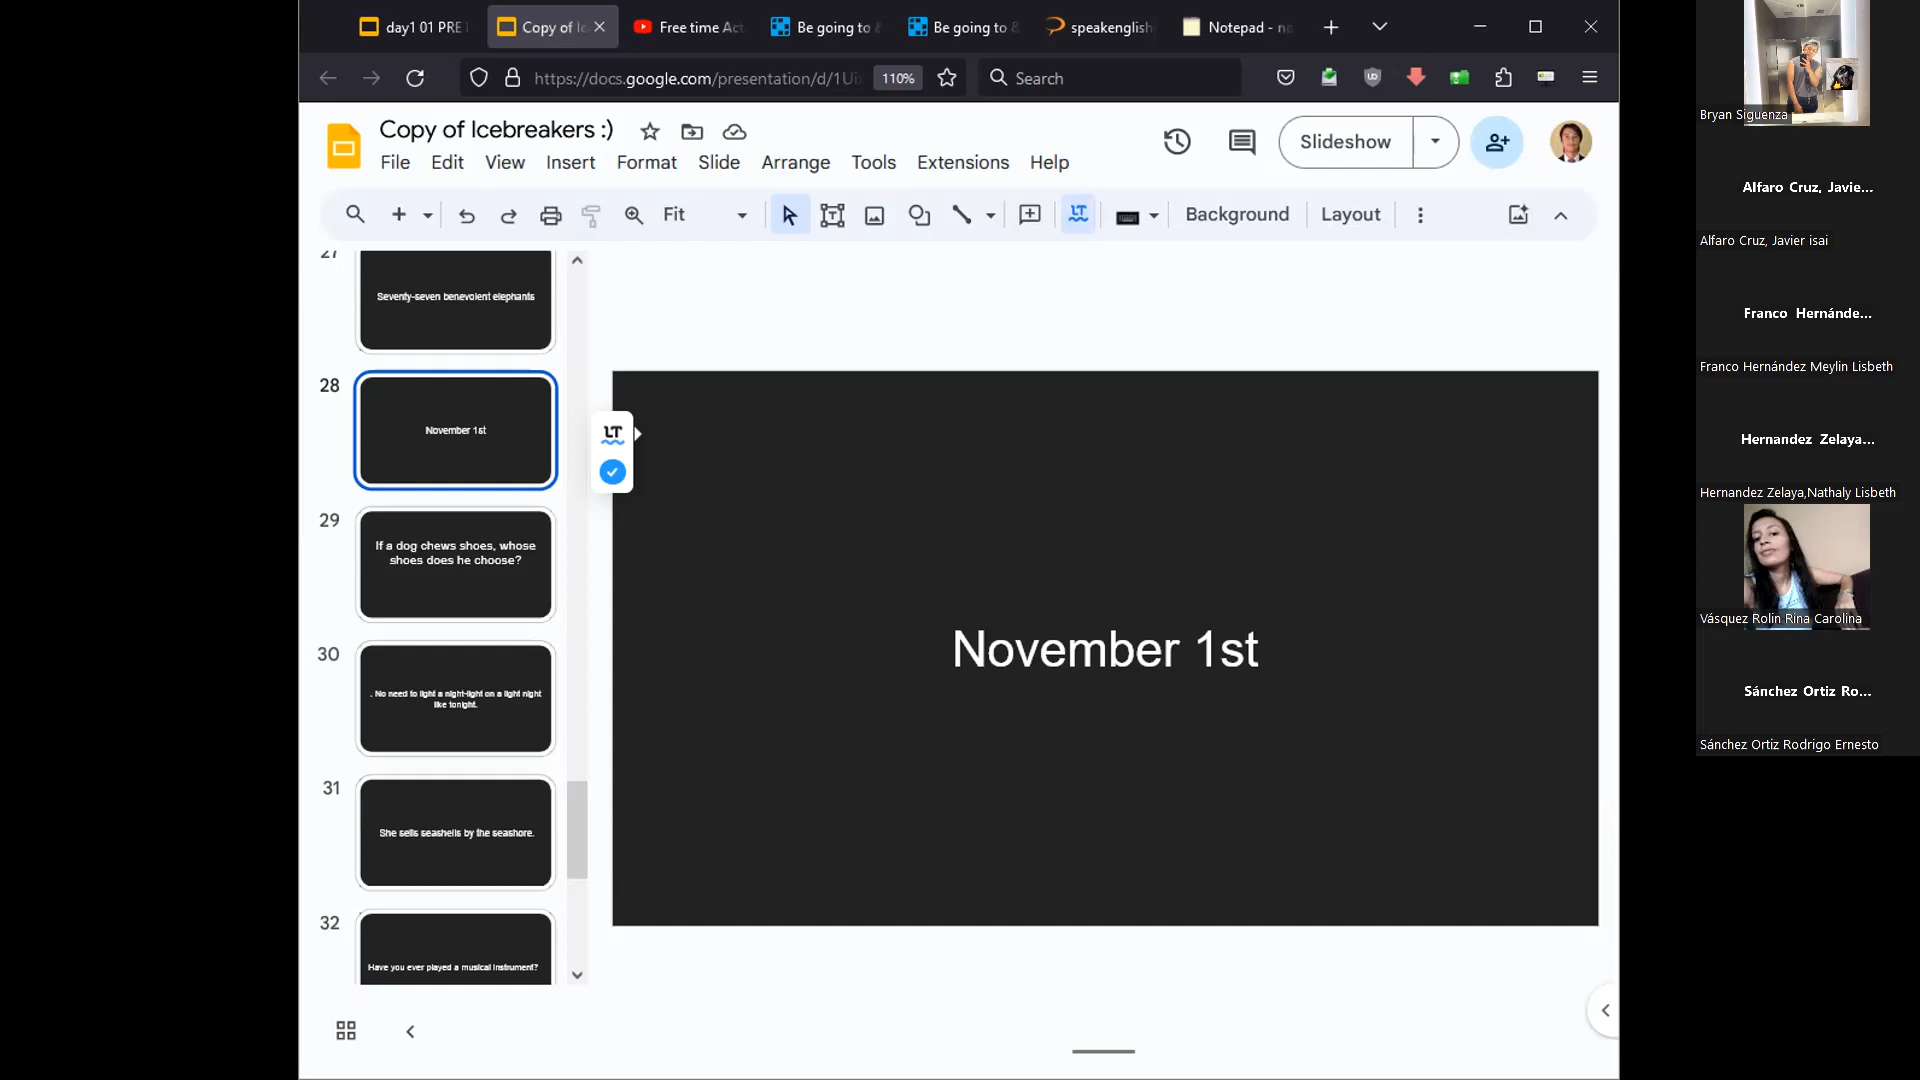 day1 01 PRE
Copy of Ic
Free time Act
Be going to &
Be going to &
speakenglish
Notepad - no
https://docs.google.com/presentation/d/1Ui
110%
Search
Copy of Icebreakers :)
File Edit View Insert Format Slide Arrange Tools Extensions Help
Slideshow
Fit
LT
Background
Layout
27
Seventy-seven benevolent elephants
28
November 1st
29
If a dog chews shoes, whose
shoes does he choose?
30
. No need to light a night-light on a light night
like tonight.
31
She sells seashells by the seashore.
32
Have you ever played a musical instrument?
LT
November 1st
Bryan Siguenza
Alfaro Cruz, Javie...
Alfaro Cruz, Javier isai
Franco Hernánde...
Franco Hernández Meylin Lisbeth
Hernandez Zelaya...
Hernandez Zelaya,Nathaly Lisbeth
Vásquez Rolin Rina Carolina
Sánchez Ortiz Ro...
Sánchez Ortiz Rodrigo Ernesto